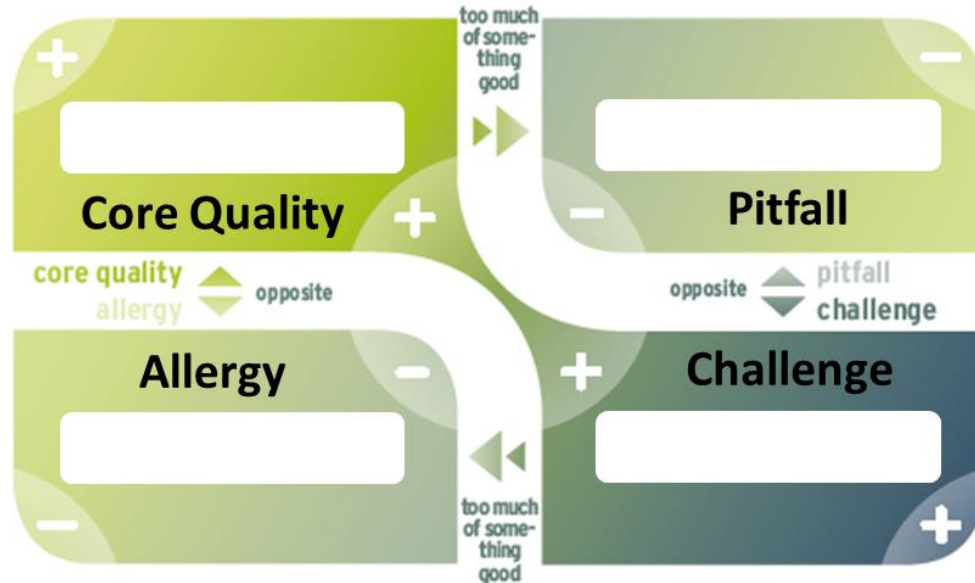 too much
of some-
thing
good
Core Quality
Pitfall
core quality
allergy
opposite
opposite
pitfall
challenge
Allergy
Challenge
too much
of some-
thing
good